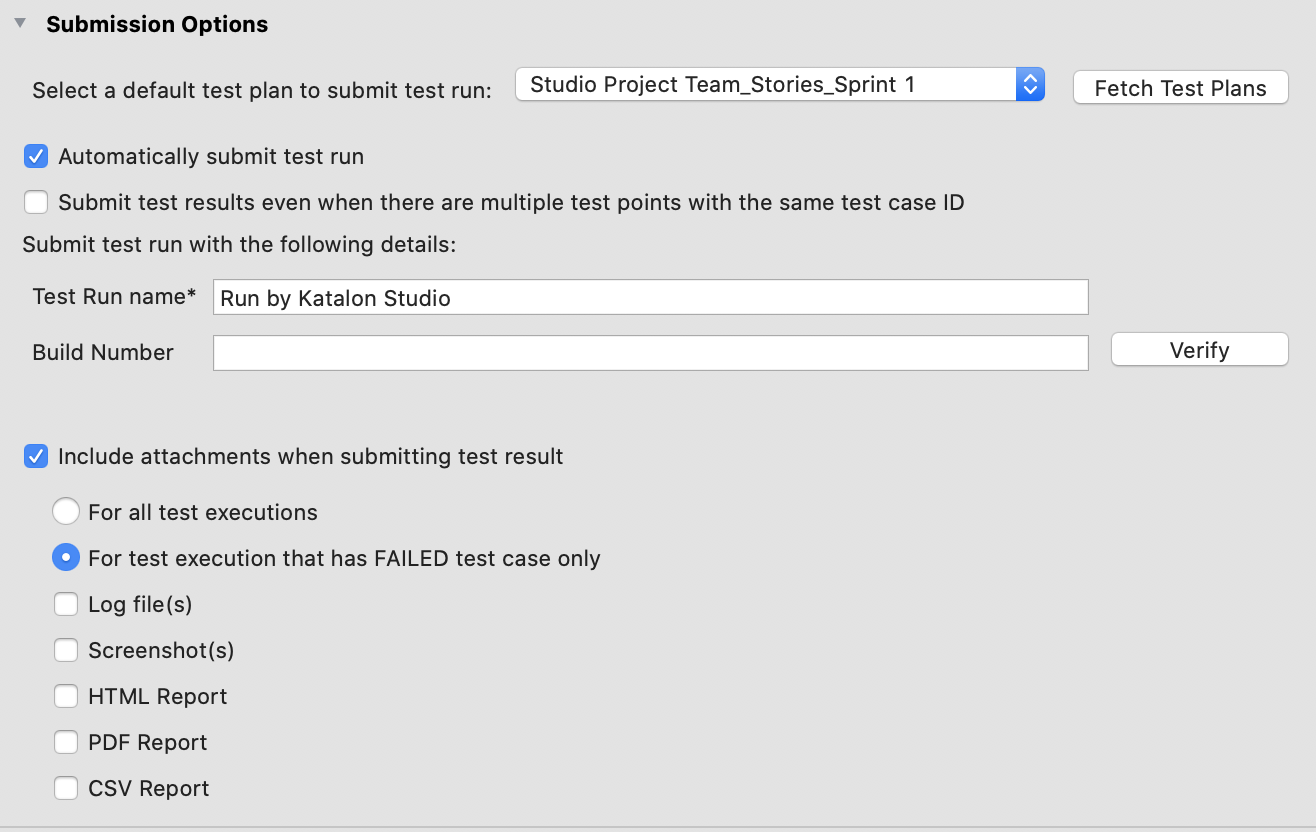 Submission Options
Select a default test plan to submit test run: Studio Project Team_Stories_Sprint 1 Fetch Test Plans
Automatically submit test run
Submit test results even when there are multiple test points with the same test case ID
Submit test run with the following details:
Test Run name* Run by Katalon Studio
Build Number Verify
Include attachments when submitting test result
For all test executions
For test execution that has FAILED test case only
Log file(s)
Screenshot(s)
HTML Report
PDF Report
CSV Report